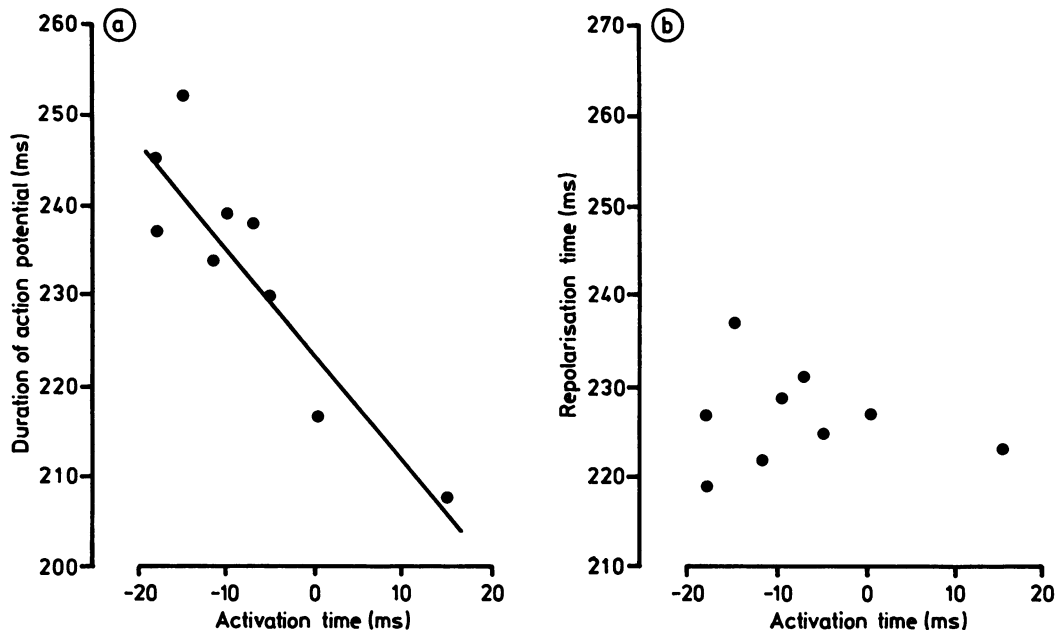 a
260
250
240
230
220
210
200
Duration of action potential (ms)
-20 -10 0 10 20
Activation time (ms)
b
270
260
250
240
230
220
210
Repolarisation time (ms)
-20 -10 0 10 20
Activation time (ms)